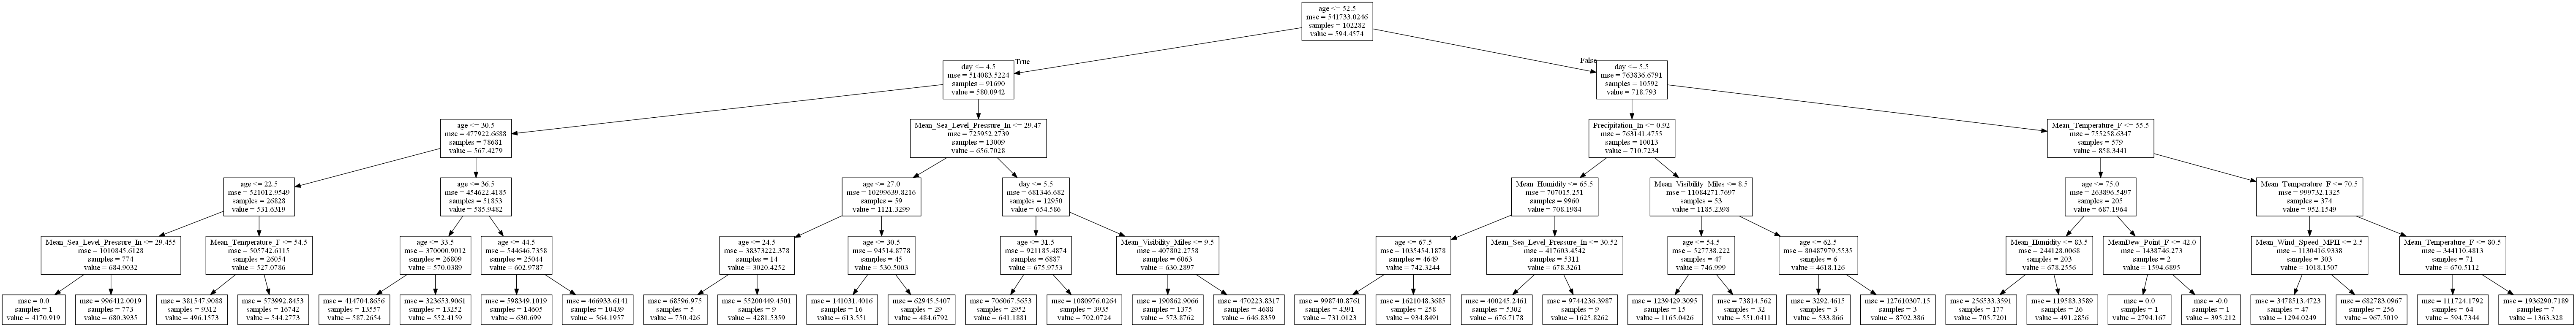 age <= 52.5
mse = 541733.0246
samples = 102282
value = 594.4574
True
False
day <= 4.5
mse = 514083.5224
samples = 91690
value = 580.0942
day <= 5.5
mse = 763836.6791
samples = 10592
value = 718.793
age <= 30.5
mse = 477922.6688
samples = 78681
value = 567.4279
Mean_Sea_Level_Pressure_In <= 29.47
mse = 725952.2739
samples = 13009
value = 656.7028
Precipitation_In <= 0.92
mse = 763141.4755
samples = 10013
value = 710.7234
Mean_Temperature_F <= 55.5
mse = 755258.6347
samples = 579
value = 858.3441
age <= 22.5
mse = 521012.9549
samples = 26828
value = 531.6319
age <= 36.5
mse = 454622.4185
samples = 51853
value = 585.9482
age <= 27.0
mse = 10299639.8216
samples = 59
value = 1121.3299
day <= 5.5
mse = 681346.682
samples = 12950
value = 654.586
Mean_Humidity <= 65.5
mse = 707015.251
samples = 9960
value = 708.1984
Mean_Visibility_Miles <= 8.5
mse = 11084271.7697
samples = 53
value = 1185.2398
age <= 75.0
mse = 263896.5497
samples = 205
value = 687.1964
Mean_Temperature_F <= 70.5
mse = 999732.1325
samples = 374
value = 952.1549
Mean_Sea_Level_Pressure_In <= 29.455
mse = 1010845.6128
samples = 774
value = 684.9032
Mean_Temperature_F <= 54.5
mse = 505742.6115
samples = 26054
value = 527.0786
age <= 33.5
mse = 370000.9012
samples = 26809
value = 570.0389
age <= 44.5
mse = 544646.7358
samples = 25044
value = 602.9787
age <= 24.5
mse = 38373222.378
samples = 14
value = 3020.4252
age <= 30.5
mse = 94514.8778
samples = 45
value = 530.5003
age <= 31.5
mse = 921185.4874
samples = 6887
value = 675.9753
Mean_Visibility_Miles <= 9.5
mse = 407802.2758
samples = 6063
value = 630.2897
age <= 67.5
mse = 1035454.1878
samples = 4649
value = 742.3244
Mean_Sea_Level_Pressure_In <= 30.52
mse = 417603.4542
samples = 5311
value = 678.3261
age <= 54.5
mse = 527738.222
samples = 47
value = 746.999
age <= 62.5
mse = 80487979.5535
samples = 6
value = 4618.126
Mean_Humidity <= 83.5
mse = 244128.0068
samples = 203
value = 678.2556
MeanDew_Point_F <= 42.0
mse = 1438746.273
samples = 2
value = 1594.6895
Mean_Wind_Speed_MPH <= 2.5
mse = 1130416.9338
samples = 303
value = 1018.1507
Mean_Temperature_F <= 80.5
mse = 344110.4813
samples = 71
value = 670.5112
mse = 0.0
samples = 1
value = 4170.919
mse = 996412.0019
samples = 773
value = 680.3935
mse = 381547.9088
samples = 9312
value = 496.1573
mse = 573992.8453
samples = 16742
value = 544.2773
mse = 414704.8656
samples = 13557
value = 587.2654
mse = 323653.9061
samples = 13252
value = 552.4159
mse = 598349.1019
samples = 14605
value = 630.699
mse = 466933.6141
samples = 10439
value = 564.1957
mse = 68596.975
samples = 5
value = 750.426
mse = 55200449.4501
samples = 9
value = 4281.5359
mse = 141031.4016
samples = 16
value = 613.551
mse = 62945.5407
samples = 29
value = 484.6792
mse = 706067.5653
samples = 2952
value = 641.1881
mse = 1080976.0264
samples = 3935
value = 702.0724
mse = 190862.9066
samples = 1375
value = 573.8762
mse = 470223.8317
samples = 4688
value = 646.8359
mse = 998740.8761
samples = 4391
value = 731.0123
mse = 1621048.3685
samples = 258
value = 934.8491
mse = 400245.2461
samples = 5302
value = 676.7178
mse = 9744236.3987
samples = 9
value = 1625.8262
mse = 1239429.3095
samples = 15
value = 1165.0426
mse = 73814.562
samples = 32
value = 551.0411
mse = 3292.4615
samples = 3
value = 533.866
mse = 127610307.15
samples = 3
value = 8702.386
mse = 256533.3591
samples = 177
value = 705.7201
mse = 119583.3589
samples = 26
value = 491.2856
mse = 0.0
samples = 1
value = 2794.167
mse = -0.0
samples = 1
value = 395.212
mse = 3478513.4723
samples = 47
value = 1294.0249
mse = 682783.0967
samples = 256
value = 967.5019
mse = 111724.1792
samples = 64
value = 594.7344
mse = 1936290.7189
samples = 7
value = 1363.328